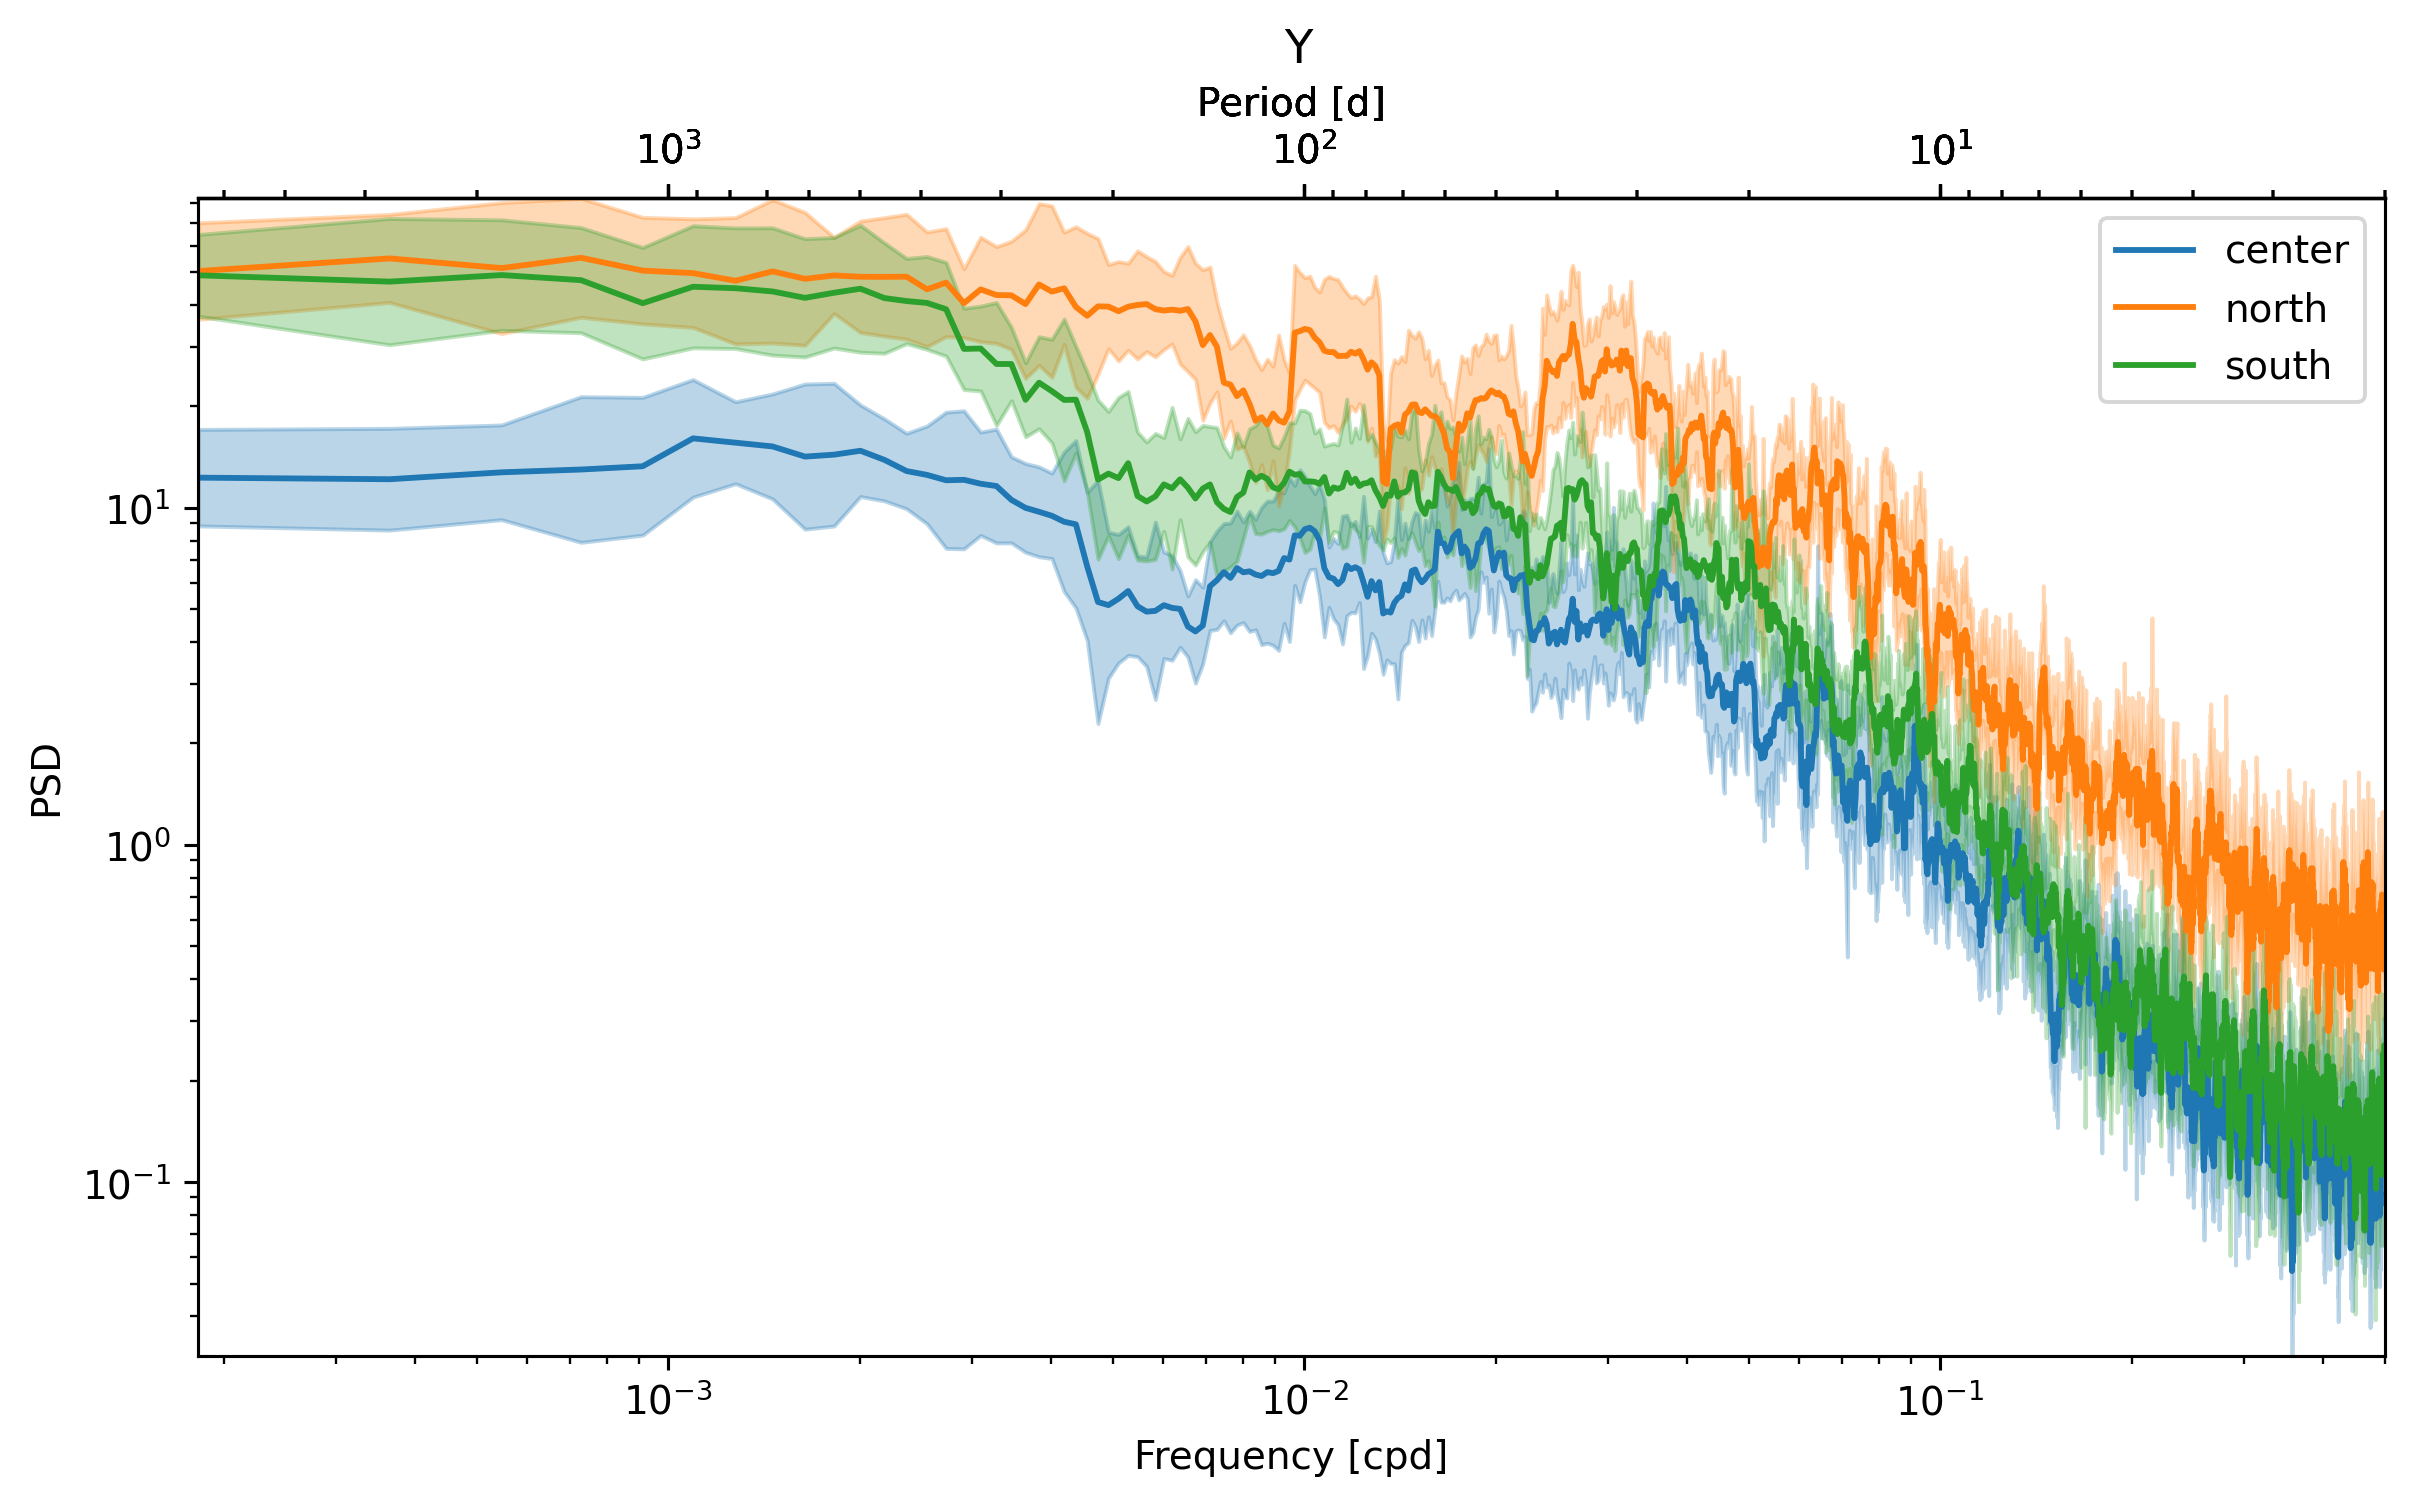 Y
Period [d]
10³ 10² 10¹
center
north
south
PSD
10¹
10⁰
10⁻¹
10⁻³ 10⁻² 10⁻¹
Frequency [cpd]